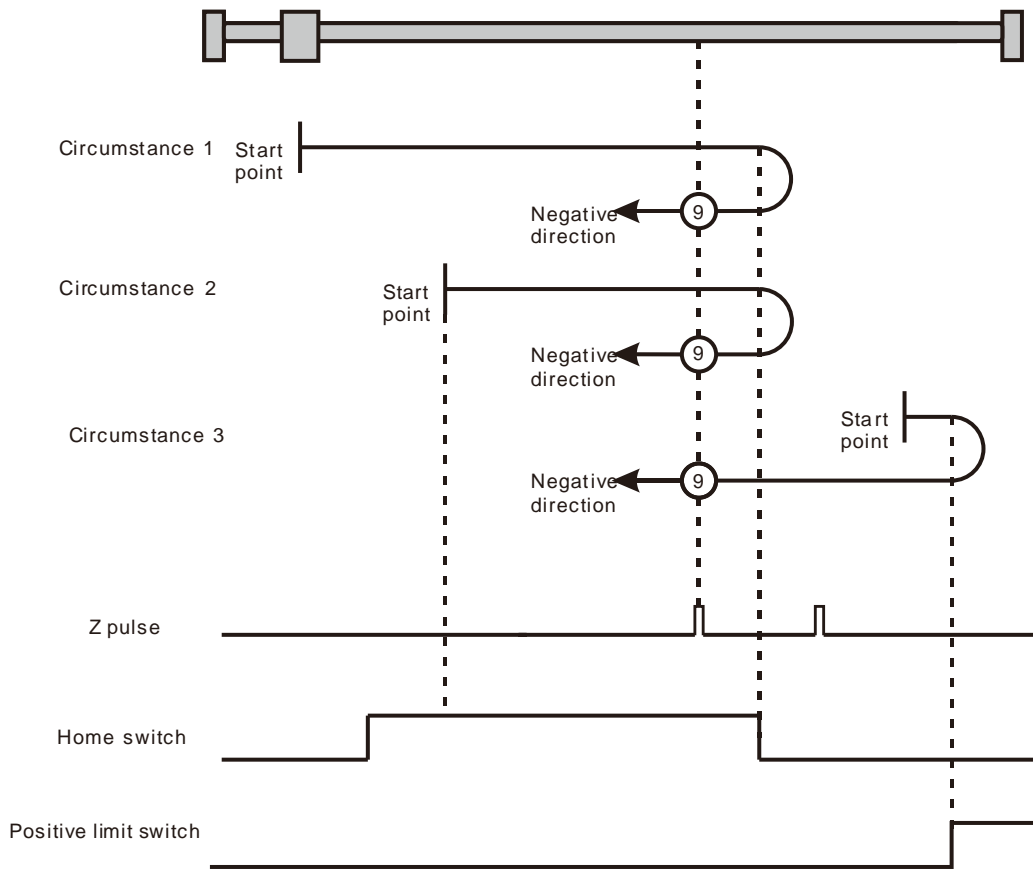 Circumstance 1
Start
point
Negative
direction
9
Circumstance 2
Start
point
Negative
direction
9
Circumstance 3
Start
point
Negative
direction
9
Z pulse
Home switch
Positive limit switch